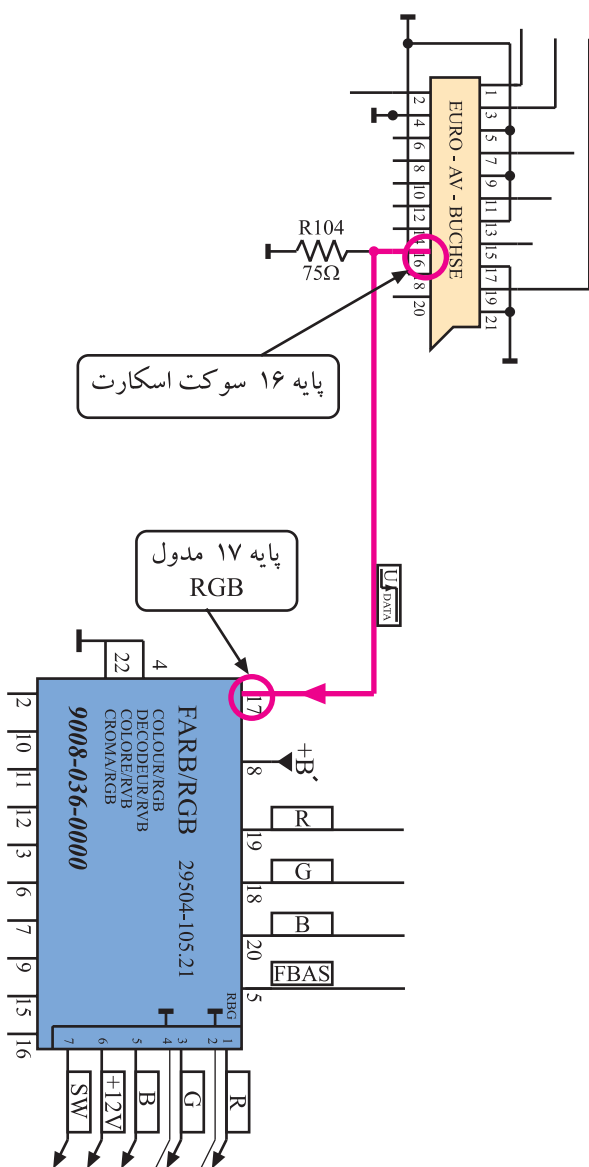 1
3
5
7
9
11
13
15
17
19
21
EURO - AV - BUCHSE
2
4
6
8
10
12
14
16
18
20
R104
75Ω
پایه ۱۶ سوکت اسکارت
پایه ۱۷ مدول
RGB
U DATA
4
22
17
8
+B`
19
R
18
G
20
B
5
FBAS
FARB/RGB
29504-105.21
COLOUR/RGB
DECODEUR/RVB
COLORE/RVB
CROMA/RGB
9008-036-0000
2
10
11
12
3
6
7
9
15
16
RBG
1
2
3
4
5
6
7
R
G
B
+12V
SW